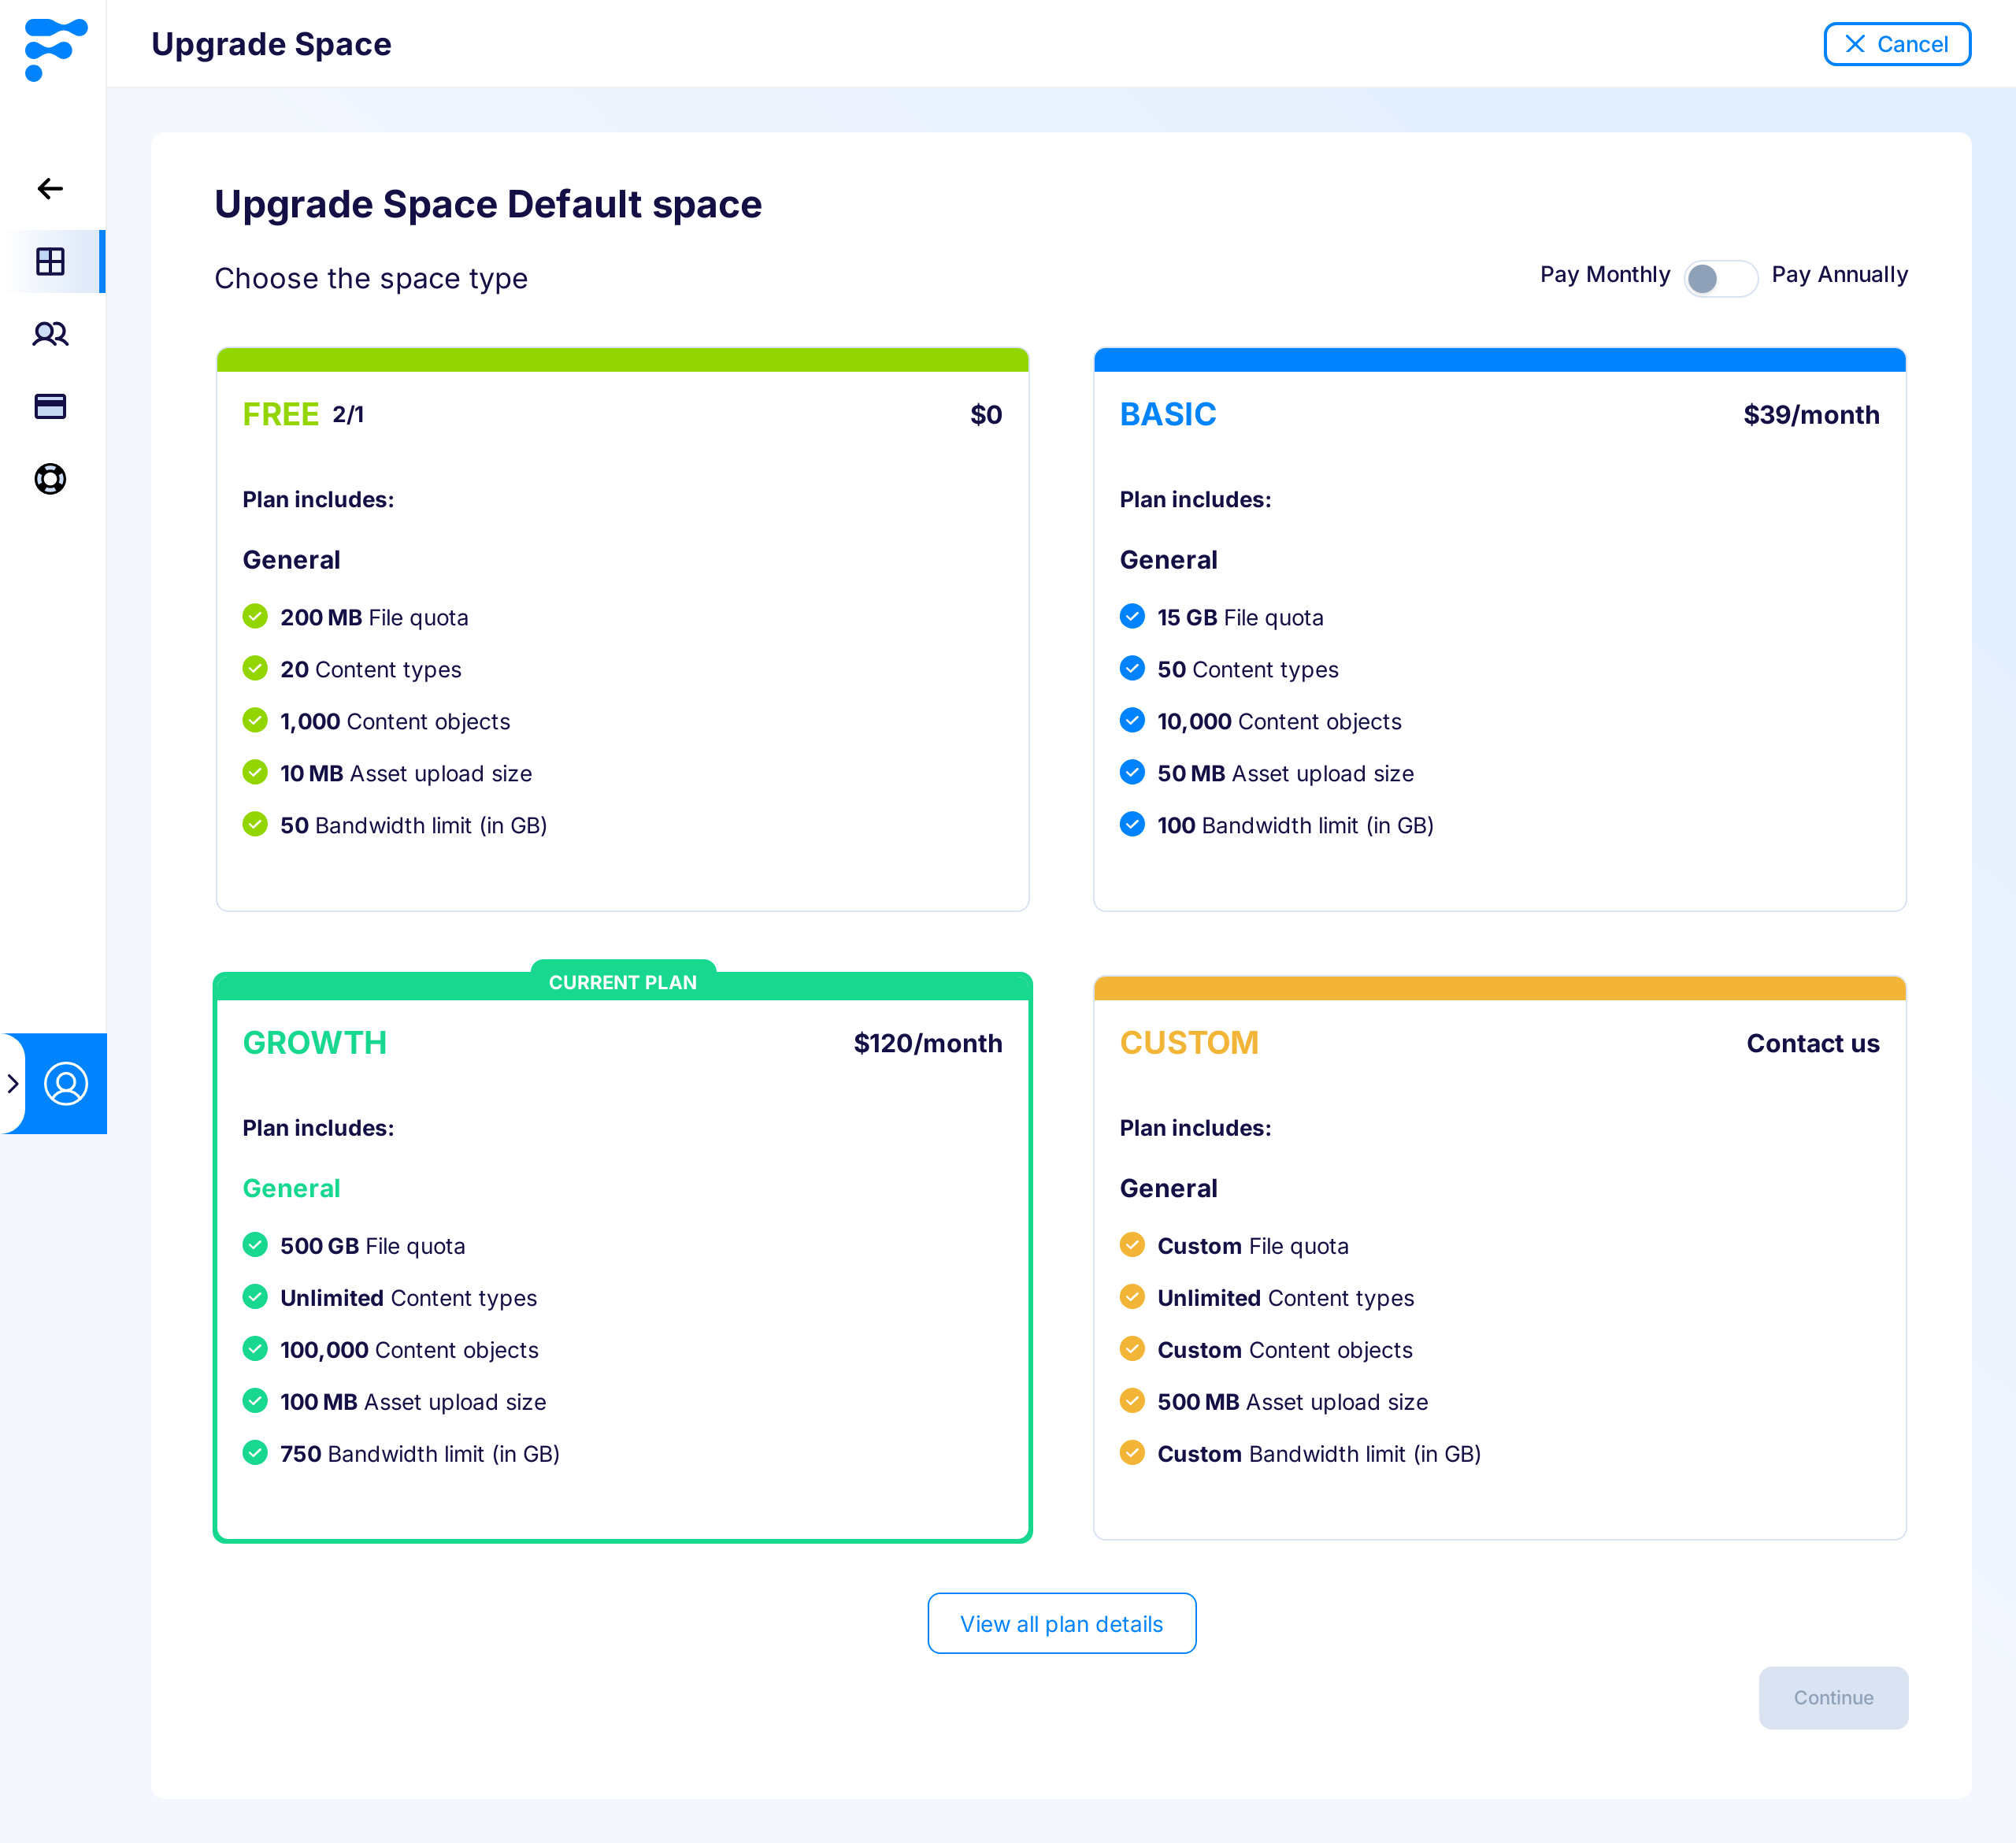 Upgrade Space
Cancel
Upgrade Space Default space
Choose the space type
Pay Monthly
Pay Annually
FREE 2/1
$0
Plan includes:
General
200 MB File quota
20 Content types
1,000 Content objects
10 MB Asset upload size
50 Bandwidth limit (in GB)
BASIC
$39/month
Plan includes:
General
15 GB File quota
50 Content types
10,000 Content objects
50 MB Asset upload size
100 Bandwidth limit (in GB)
CURRENT PLAN
GROWTH
$120/month
Plan includes:
General
500 GB File quota
Unlimited Content types
100,000 Content objects
100 MB Asset upload size
750 Bandwidth limit (in GB)
CUSTOM
Contact us
Plan includes:
General
Custom File quota
Unlimited Content types
Custom Content objects
500 MB Asset upload size
Custom Bandwidth limit (in GB)
View all plan details
Continue